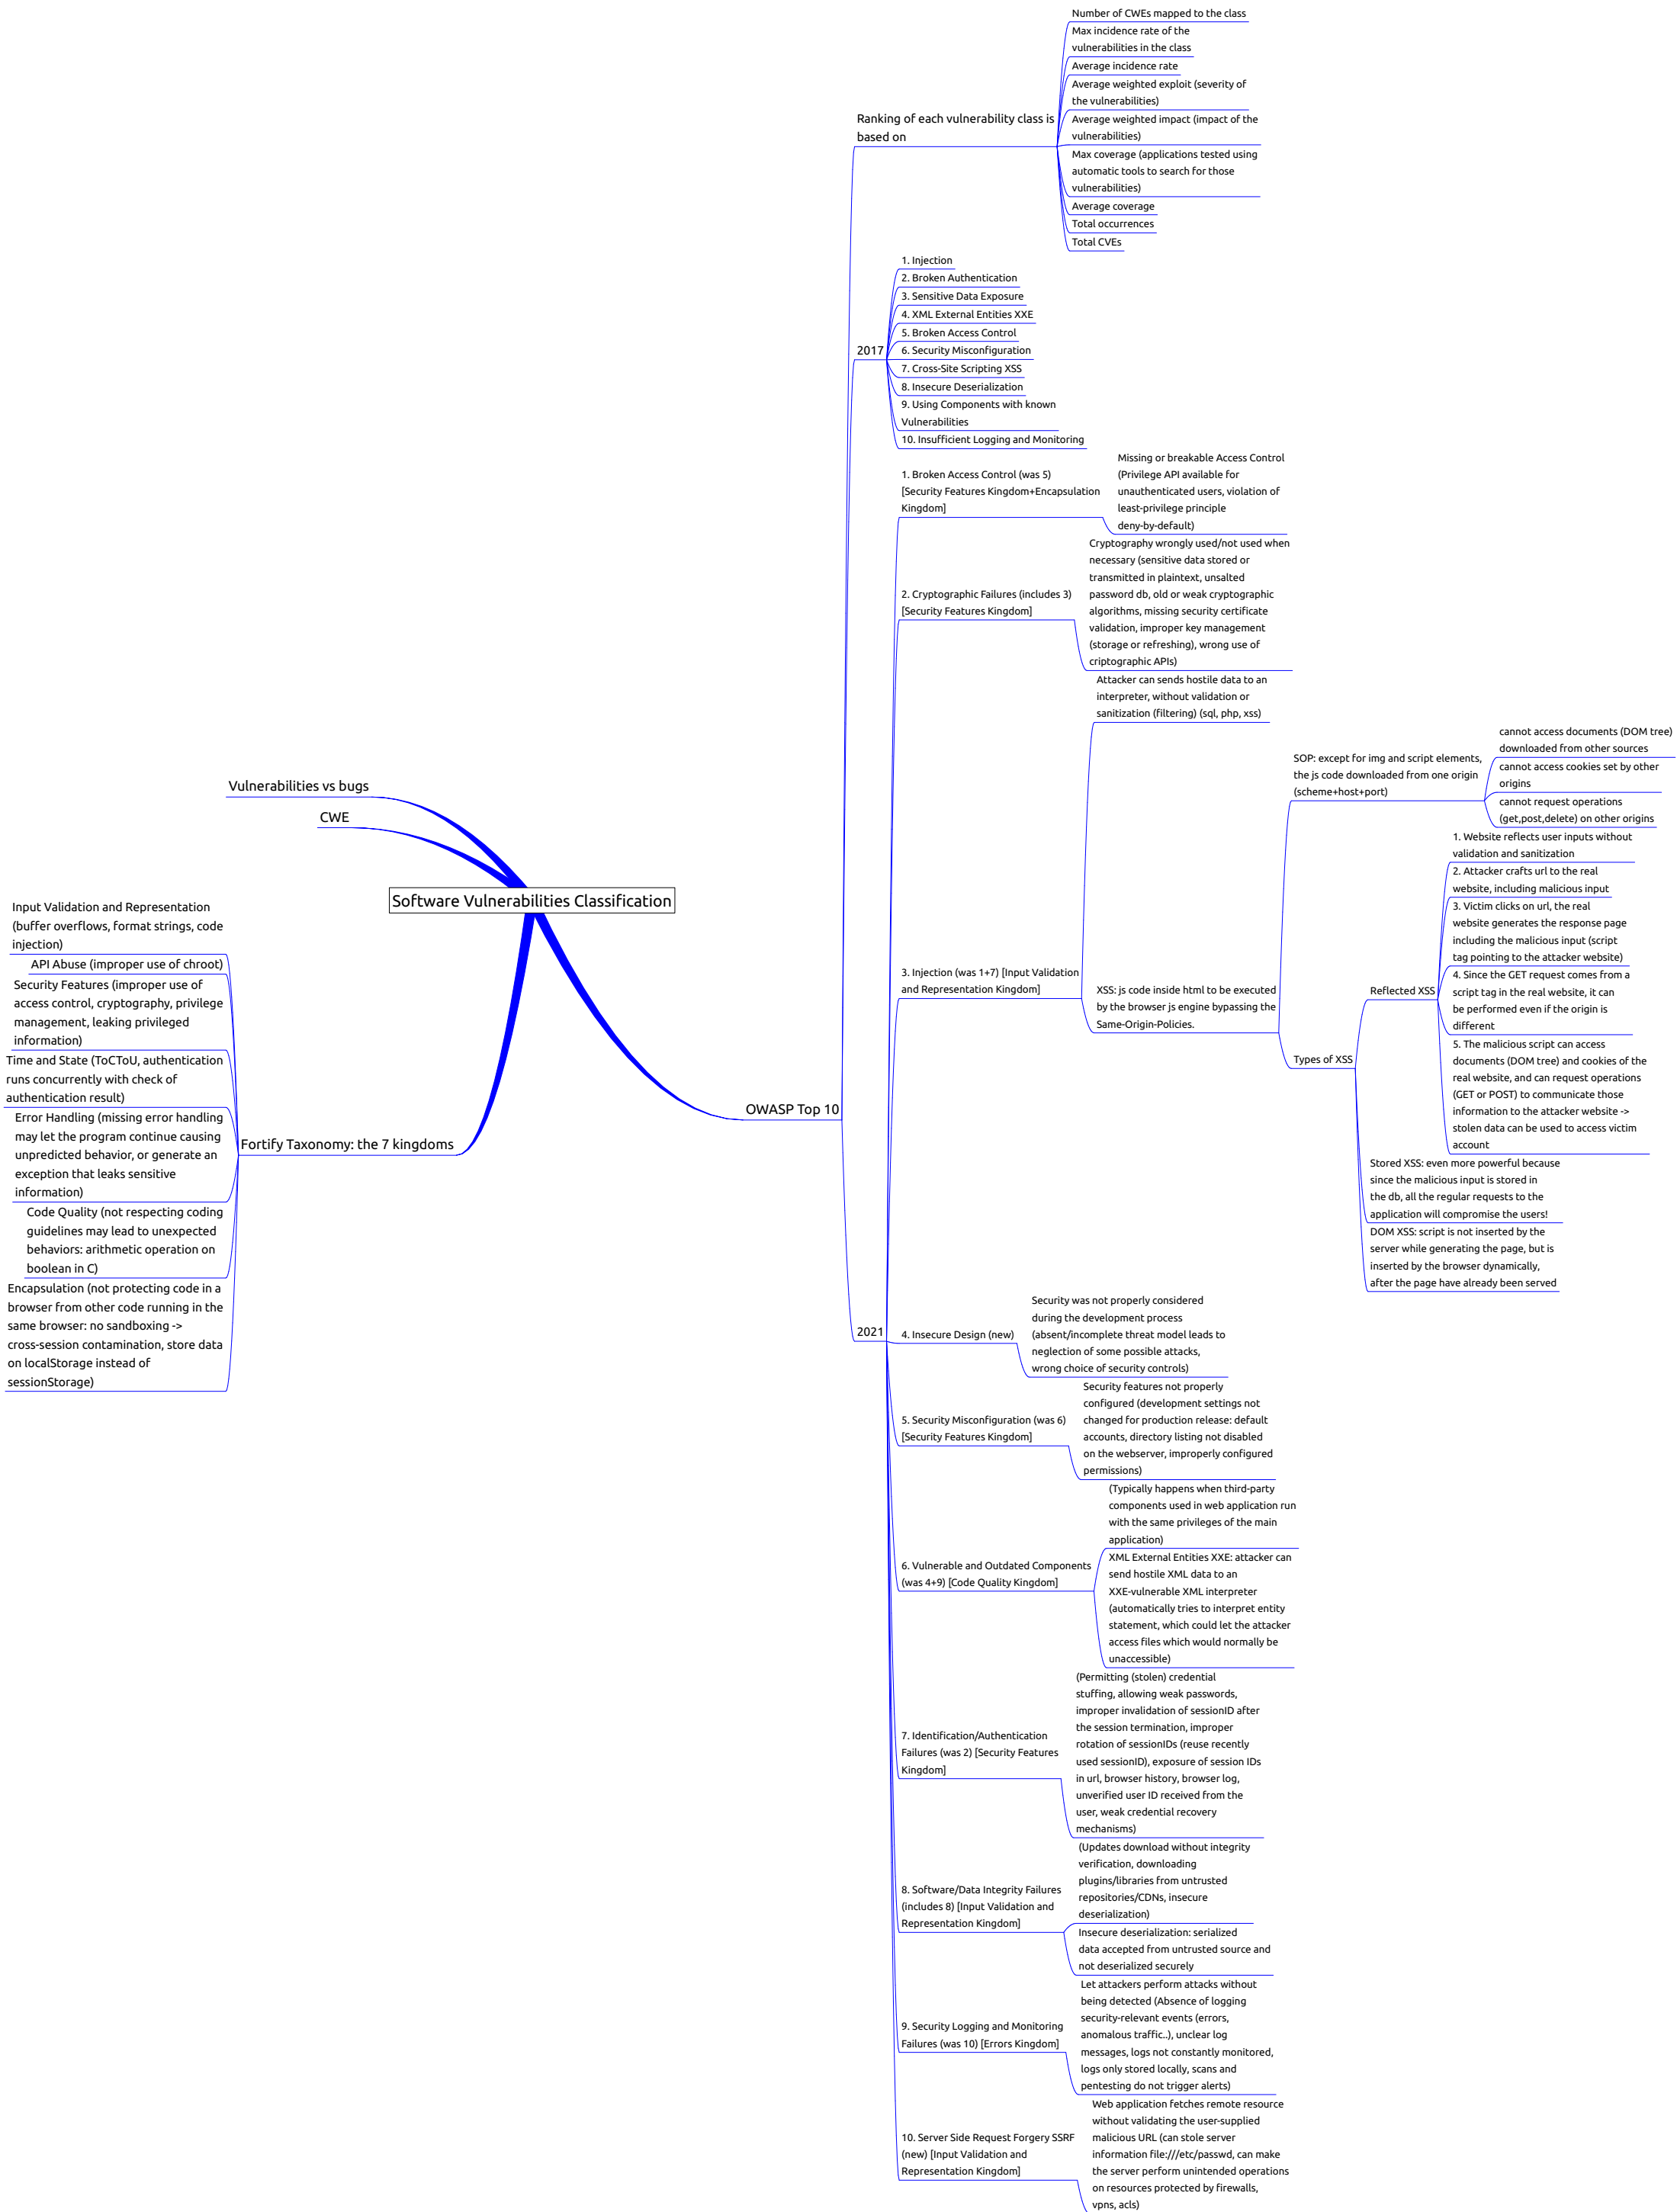 Software Vulnerabilities Classification
Vulnerabilities vs bugs
CWE
Fortify Taxonomy: the 7 kingdoms
Input Validation and Representation
(buffer overflows, format strings, code
injection)
API Abuse (improper use of chroot)
Security Features (improper use of
access control, cryptography, privilege
management, leaking privileged
information)
Time and State (ToCToU, authentication
runs concurrently with check of
authentication result)
Error Handling (missing error handling
may let the program continue causing
unpredicted behavior, or generate an
exception that leaks sensitive
information)
Code Quality (not respecting coding
guidelines may lead to unexpected
behaviors: arithmetic operation on
boolean in C)
Encapsulation (not protecting code in a
browser from other code running in the
same browser: no sandboxing ->
cross-session contamination, store data
on localStorage instead of
sessionStorage)
OWASP Top 10
Ranking of each vulnerability class is
based on
Number of CWEs mapped to the class
Max incidence rate of the
vulnerabilities in the class
Average incidence rate
Average weighted exploit (severity of
the vulnerabilities)
Average weighted impact (impact of the
vulnerabilities)
Max coverage (applications tested using
automatic tools to search for those
vulnerabilities)
Average coverage
Total occurrences
Total CVEs
2017
1. Injection
2. Broken Authentication
3. Sensitive Data Exposure
4. XML External Entities XXE
5. Broken Access Control
6. Security Misconfiguration
7. Cross-Site Scripting XSS
8. Insecure Deserialization
9. Using Components with known
Vulnerabilities
10. Insufficient Logging and Monitoring
2021
1. Broken Access Control (was 5)
[Security Features Kingdom+Encapsulation
Kingdom]
Missing or breakable Access Control
(Privilege API available for
unauthenticated users, violation of
least-privilege principle
deny-by-default)
2. Cryptographic Failures (includes 3)
[Security Features Kingdom]
Cryptography wrongly used/not used when
necessary (sensitive data stored or
transmitted in plaintext, unsalted
password db, old or weak cryptographic
algorithms, missing security certificate
validation, improper key management
(storage or refreshing), wrong use of
criptographic APIs)
3. Injection (was 1+7) [Input Validation
and Representation Kingdom]
Attacker can sends hostile data to an
interpreter, without validation or
sanitization (filtering) (sql, php, xss)
XSS: js code inside html to be executed
by the browser js engine bypassing the
Same-Origin-Policies.
SOP: except for img and script elements,
the js code downloaded from one origin
(scheme+host+port)
cannot access documents (DOM tree)
downloaded from other sources
cannot access cookies set by other
origins
cannot request operations
(get,post,delete) on other origins
Types of XSS
Reflected XSS
1. Website reflects user inputs without
validation and sanitization
2. Attacker crafts url to the real
website, including malicious input
3. Victim clicks on url, the real
website generates the response page
including the malicious input (script
tag pointing to the attacker website)
4. Since the GET request comes from a
script tag in the real website, it can
be performed even if the origin is
different
5. The malicious script can access
documents (DOM tree) and cookies of the
real website, and can request operations
(GET or POST) to communicate those
information to the attacker website ->
stolen data can be used to access victim
account
Stored XSS: even more powerful because
since the malicious input is stored in
the db, all the regular requests to the
application will compromise the users!
DOM XSS: script is not inserted by the
server while generating the page, but is
inserted by the browser dynamically,
after the page have already been served
4. Insecure Design (new)
Security was not properly considered
during the development process
(absent/incomplete threat model leads to
neglection of some possible attacks,
wrong choice of security controls)
5. Security Misconfiguration (was 6)
[Security Features Kingdom]
Security features not properly
configured (development settings not
changed for production release: default
accounts, directory listing not disabled
on the webserver, improperly configured
permissions)
6. Vulnerable and Outdated Components
(was 4+9) [Code Quality Kingdom]
(Typically happens when third-party
components used in web application run
with the same privileges of the main
application)
XML External Entities XXE: attacker can
send hostile XML data to an
XXE-vulnerable XML interpreter
(automatically tries to interpret entity
statement, which could let the attacker
access files which would normally be
unaccessible)
7. Identification/Authentication
Failures (was 2) [Security Features
Kingdom]
(Permitting (stolen) credential
stuffing, allowing weak passwords,
improper invalidation of sessionID after
the session termination, improper
rotation of sessionIDs (reuse recently
used sessionID), exposure of session IDs
in url, browser history, browser log,
unverified user ID received from the
user, weak credential recovery
mechanisms)
8. Software/Data Integrity Failures
(includes 8) [Input Validation and
Representation Kingdom]
(Updates download without integrity
verification, downloading
plugins/libraries from untrusted
repositories/CDNs, insecure
deserialization)
Insecure deserialization: serialized
data accepted from untrusted source and
not deserialized securely
9. Security Logging and Monitoring
Failures (was 10) [Errors Kingdom]
Let attackers perform attacks without
being detected (Absence of logging
security-relevant events (errors,
anomalous traffic..), unclear log
messages, logs not constantly monitored,
logs only stored locally, scans and
pentesting do not trigger alerts)
10. Server Side Request Forgery SSRF
(new) [Input Validation and
Representation Kingdom]
Web application fetches remote resource
without validating the user-supplied
malicious URL (can stole server
information file:///etc/passwd, can make
the server perform unintended operations
on resources protected by firewalls,
vpns, acls)